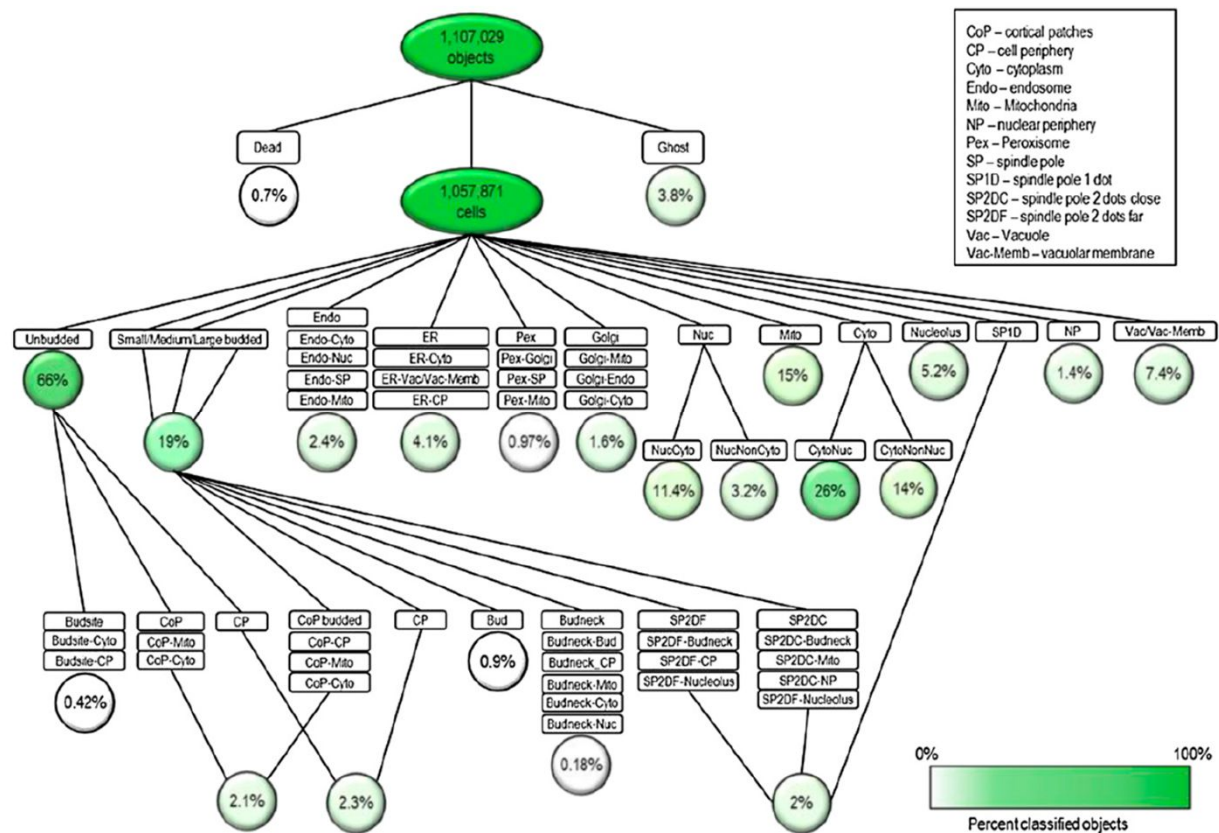 1,107,029
objects
CoP – cortical patches
CP – cell periphery
Cyto – cytoplasm
Endo – endosome
Mito – Mitochondria
NP – nuclear periphery
Pex – Peroxisome
SP – spindle pole
SP1D – spindle pole 1 dot
SP2DC – spindle pole 2 dots close
SP2DF – spindle pole 2 dots far
Vac – Vacuole
Vac-Memb – vacuolar membrane
Dead
0.7%
Ghost
3.8%
1,057,871
cells
Unbudded
66%
Small/Medium/Large budded
19%
Endo
Endo-Cyto
Endo-Nuc
Endo-SP
Endo-Mito
2.4%
ER
ER-Cyto
ER-Vac/Vac-Memb
ER-CP
4.1%
Pex
Pex-Golgi
Pex-SP
Pex-Mito
0.97%
Golgi
Golgi-Mito
Golgi-Endo
Golgi-Cyto
1.6%
Nuc
NucCyto
11.4%
NucNonCyto
3.2%
Mito
15%
Cyto
CytoNuc
26%
CytoNonNuc
14%
Nucleolus
5.2%
SP1D
NP
1.4%
Vac/Vac-Memb
7.4%
Budsite
Budsite-Cyto
Budsite-CP
0.42%
CoP
CoP-Mito
CoP-Cyto
CP
CoP budded
CoP-CP
CoP-Mito
CoP-Cyto
CP
2.1%
2.3%
Bud
0.9%
Budneck
Budneck-Bud
Budneck_CP
Budneck-Mito
Budneck-Cyto
Budneck-Nuc
0.18%
SP2DF
SP2DF-Budneck
SP2DF-CP
SP2DF-Nucleolus
SP2DC
SP2DC-Budneck
SP2DC-Mito
SP2DC-NP
SP2DF-Nucleolus
2%
0%
100%
Percent classified objects